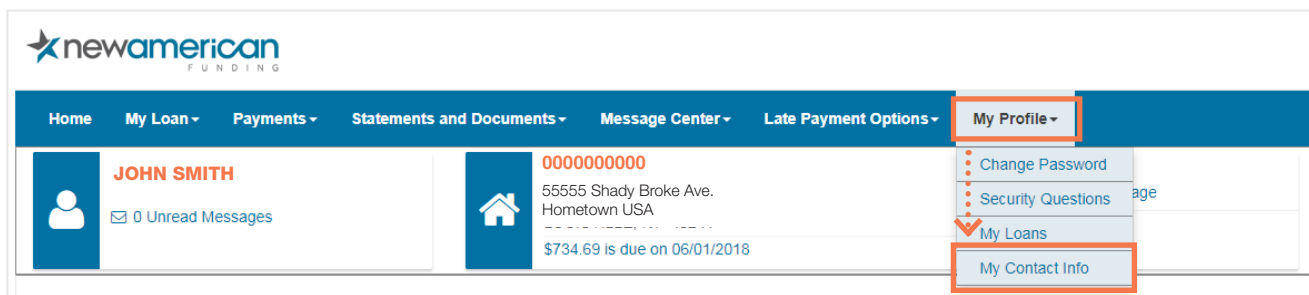 newamerican
FUNDING
Home My Loan Payments Statements and Documents Message Center Late Payment Options My Profile
JOHN SMITH
0 Unread Messages
0000000000
55555 Shady Broke Ave.
Hometown USA
$734.69 is due on 06/01/2018
Change Password
Security Questions
My Loans
My Contact Info
age